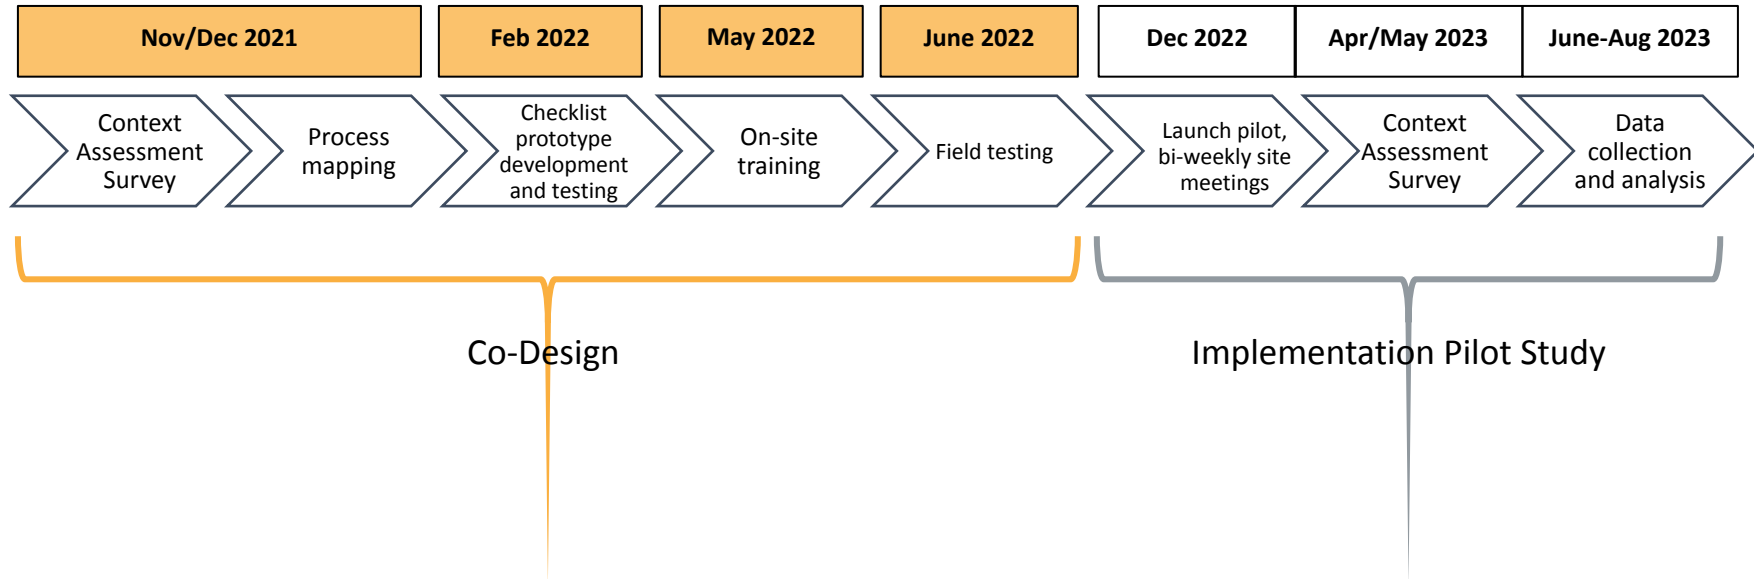 Nov/Dec 2021
Feb 2022
May 2022
June 2022
Dec 2022
Apr/May 2023
June-Aug 2023
Context
Assessment
Survey
Process
mapping
Checklist
prototype
development
and testing
On-site
training
Field testing
Launch pilot,
bi-weekly site
meetings
Context
Assessment
Survey
Data
collection
and analysis
Co-Design
Implementation Pilot Study